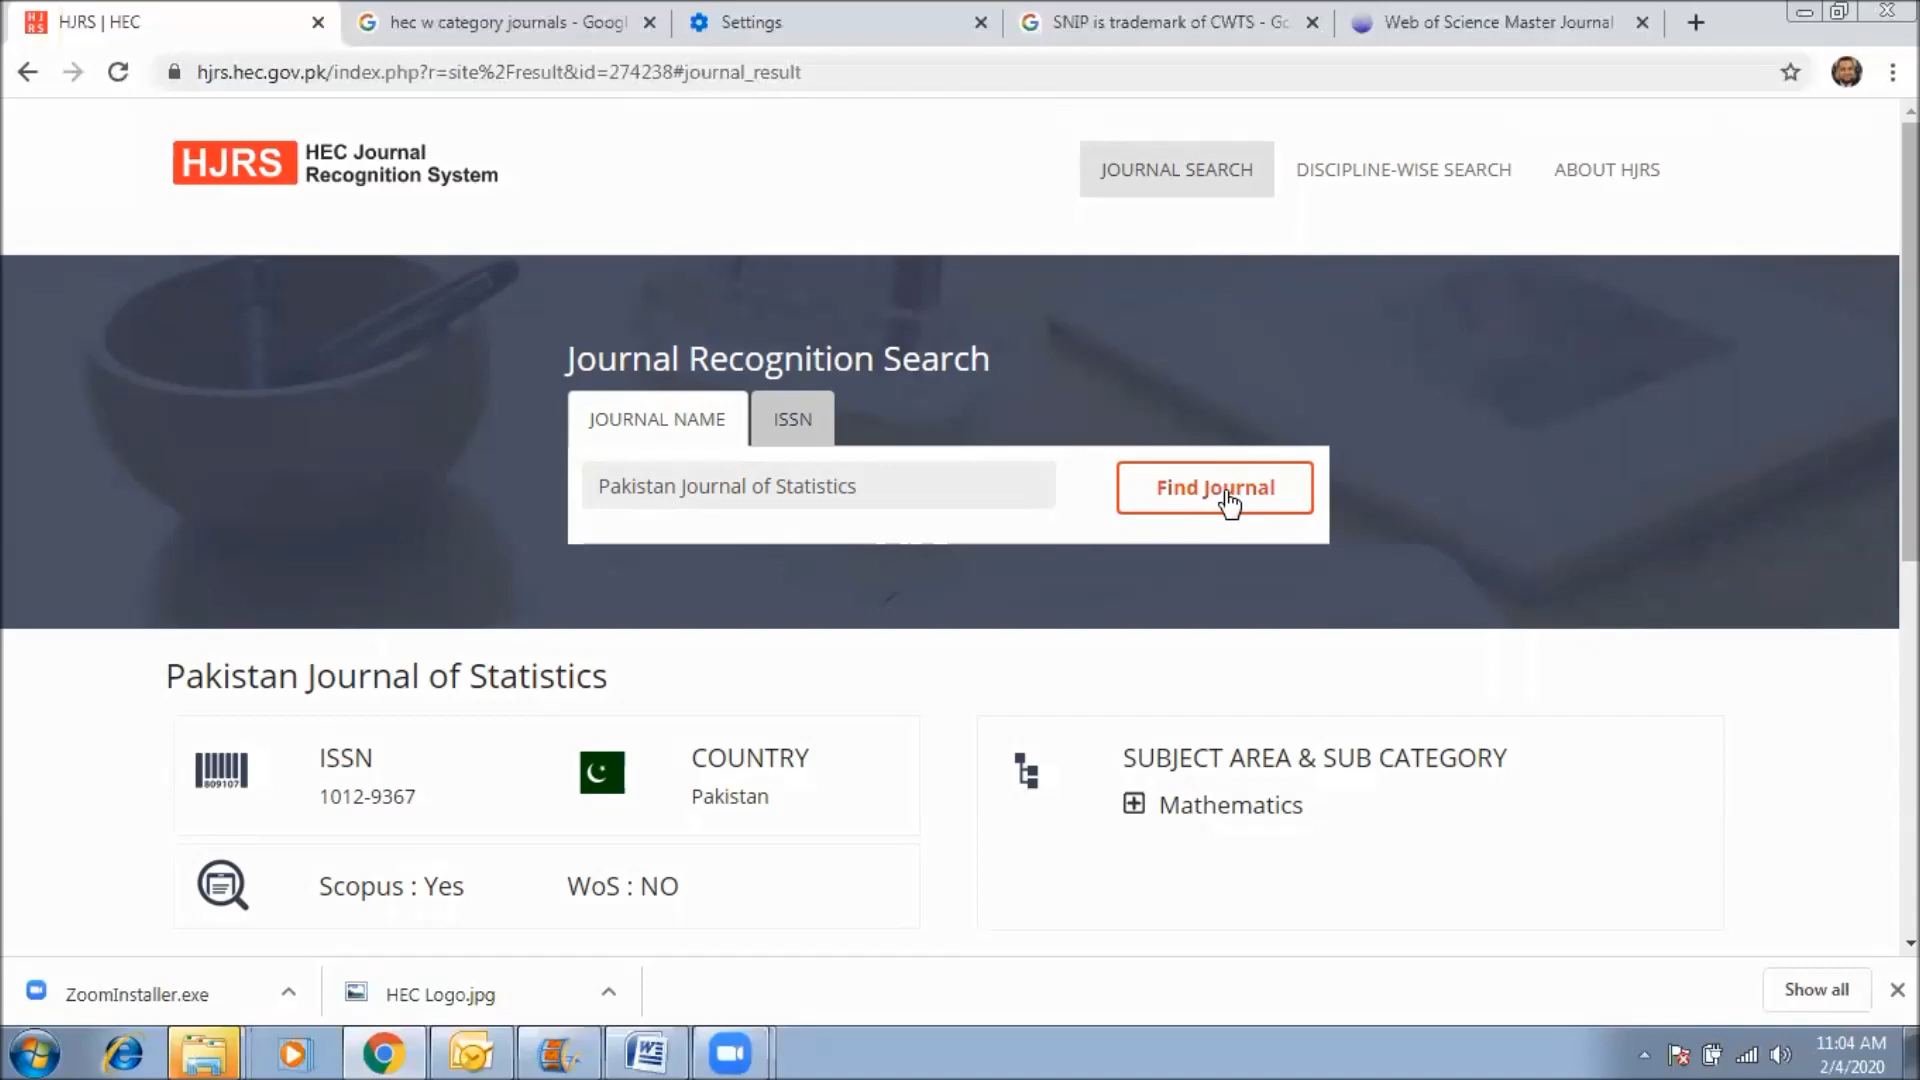 HJRS | HEC
hec w category journals - Googl
Settings
SNIP is trademark of CWTS - Go
Web of Science Master Journal
hjrs.hec.gov.pk/index.php?r=site%2Fresult&id=274238#journal_result
HJRS HEC Journal
Recognition System
JOURNAL SEARCH
DISCIPLINE-WISE SEARCH
ABOUT HJRS
Journal Recognition Search
JOURNAL NAME
ISSN
Pakistan Journal of Statistics
Find Journal
Pakistan Journal of Statistics
ISSN
1012-9367
COUNTRY
Pakistan
SUBJECT AREA & SUB CATEGORY
Mathematics
809107
Scopus : Yes
WoS : NO
ZoomInstaller.exe
HEC Logo.jpg
Show all
11:04 AM
2/4/2020